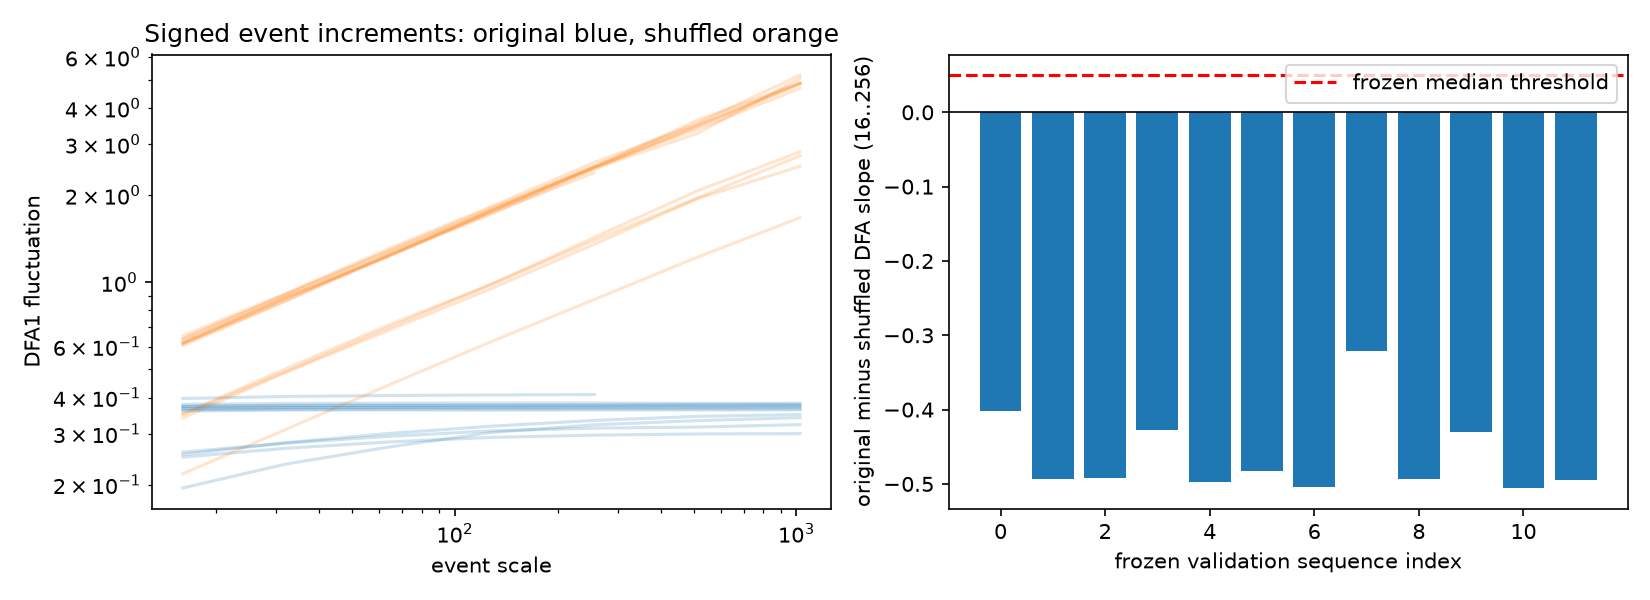 Signed event increments: original blue, shuffled orange
DFA1 fluctuation
6 × 10⁰
4 × 10⁰
3 × 10⁰
2 × 10⁰
10⁰
6 × 10⁻¹
4 × 10⁻¹
3 × 10⁻¹
2 × 10⁻¹
10² 10³
event scale
original minus shuffled DFA slope (16..256)
frozen median threshold
0.0
−0.1
−0.2
−0.3
−0.4
−0.5
0 2 4 6 8 10
frozen validation sequence index